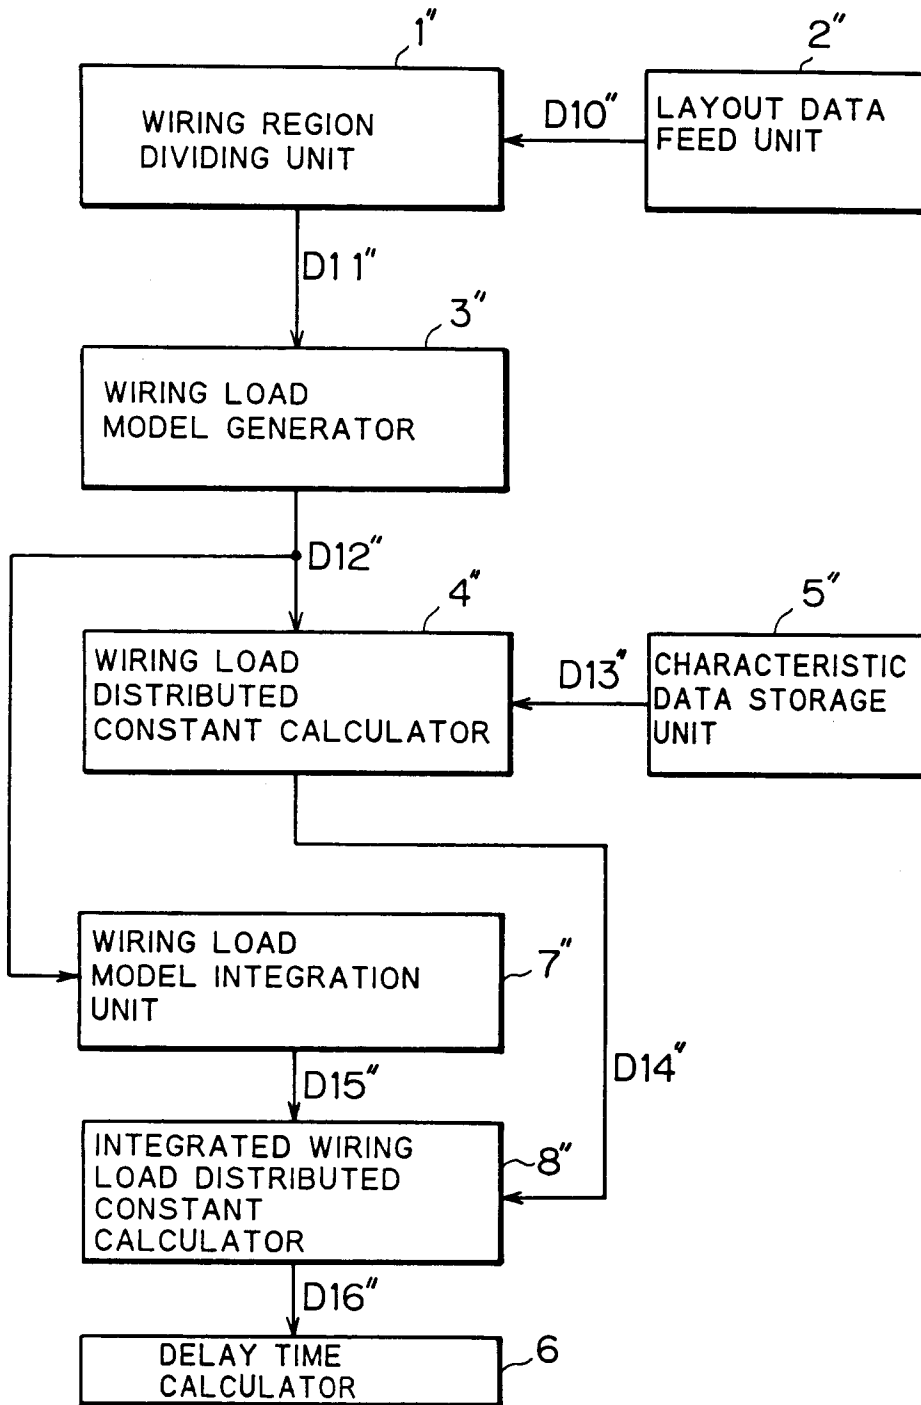 1"
2"
WIRING REGION
DIVIDING UNIT
D10"
LAYOUT DATA
FEED UNIT
D11"
3"
WIRING LOAD
MODEL GENERATOR
D12"
4"
5"
WIRING LOAD
DISTRIBUTED
CONSTANT CALCULATOR
D13"
CHARACTERISTIC
DATA STORAGE
UNIT
WIRING LOAD
MODEL INTEGRATION
UNIT
7"
D15"
D14"
INTEGRATED WIRING
LOAD DISTRIBUTED
CONSTANT
CALCULATOR
8"
D16"
DELAY TIME
CALCULATOR
6